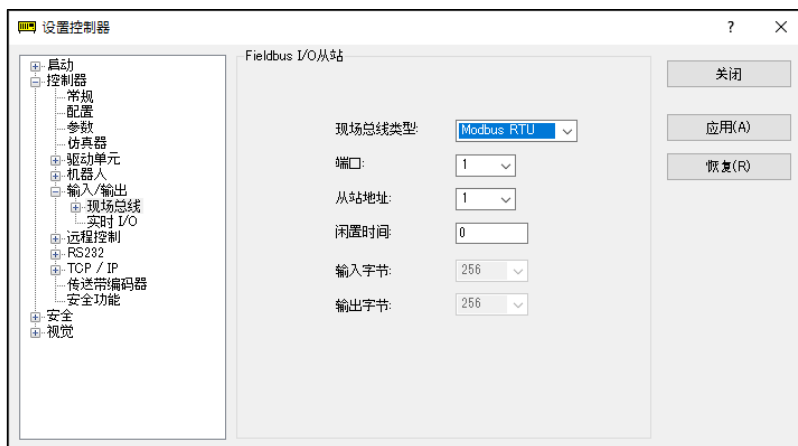 设置控制器
?
启动
控制器
常规
配置
参数
仿真器
驱动单元
机器人
输入/输出
现场总线
实时 I/O
远程控制
RS232
TCP / IP
传送带编码器
安全功能
安全
视觉
Fieldbus I/O从站
现场总线类型:
Modbus RTU
端口:
1
从站地址:
1
闲置时间:
0
输入字节:
256
输出字节:
256
关闭
应用(A)
恢复(R)